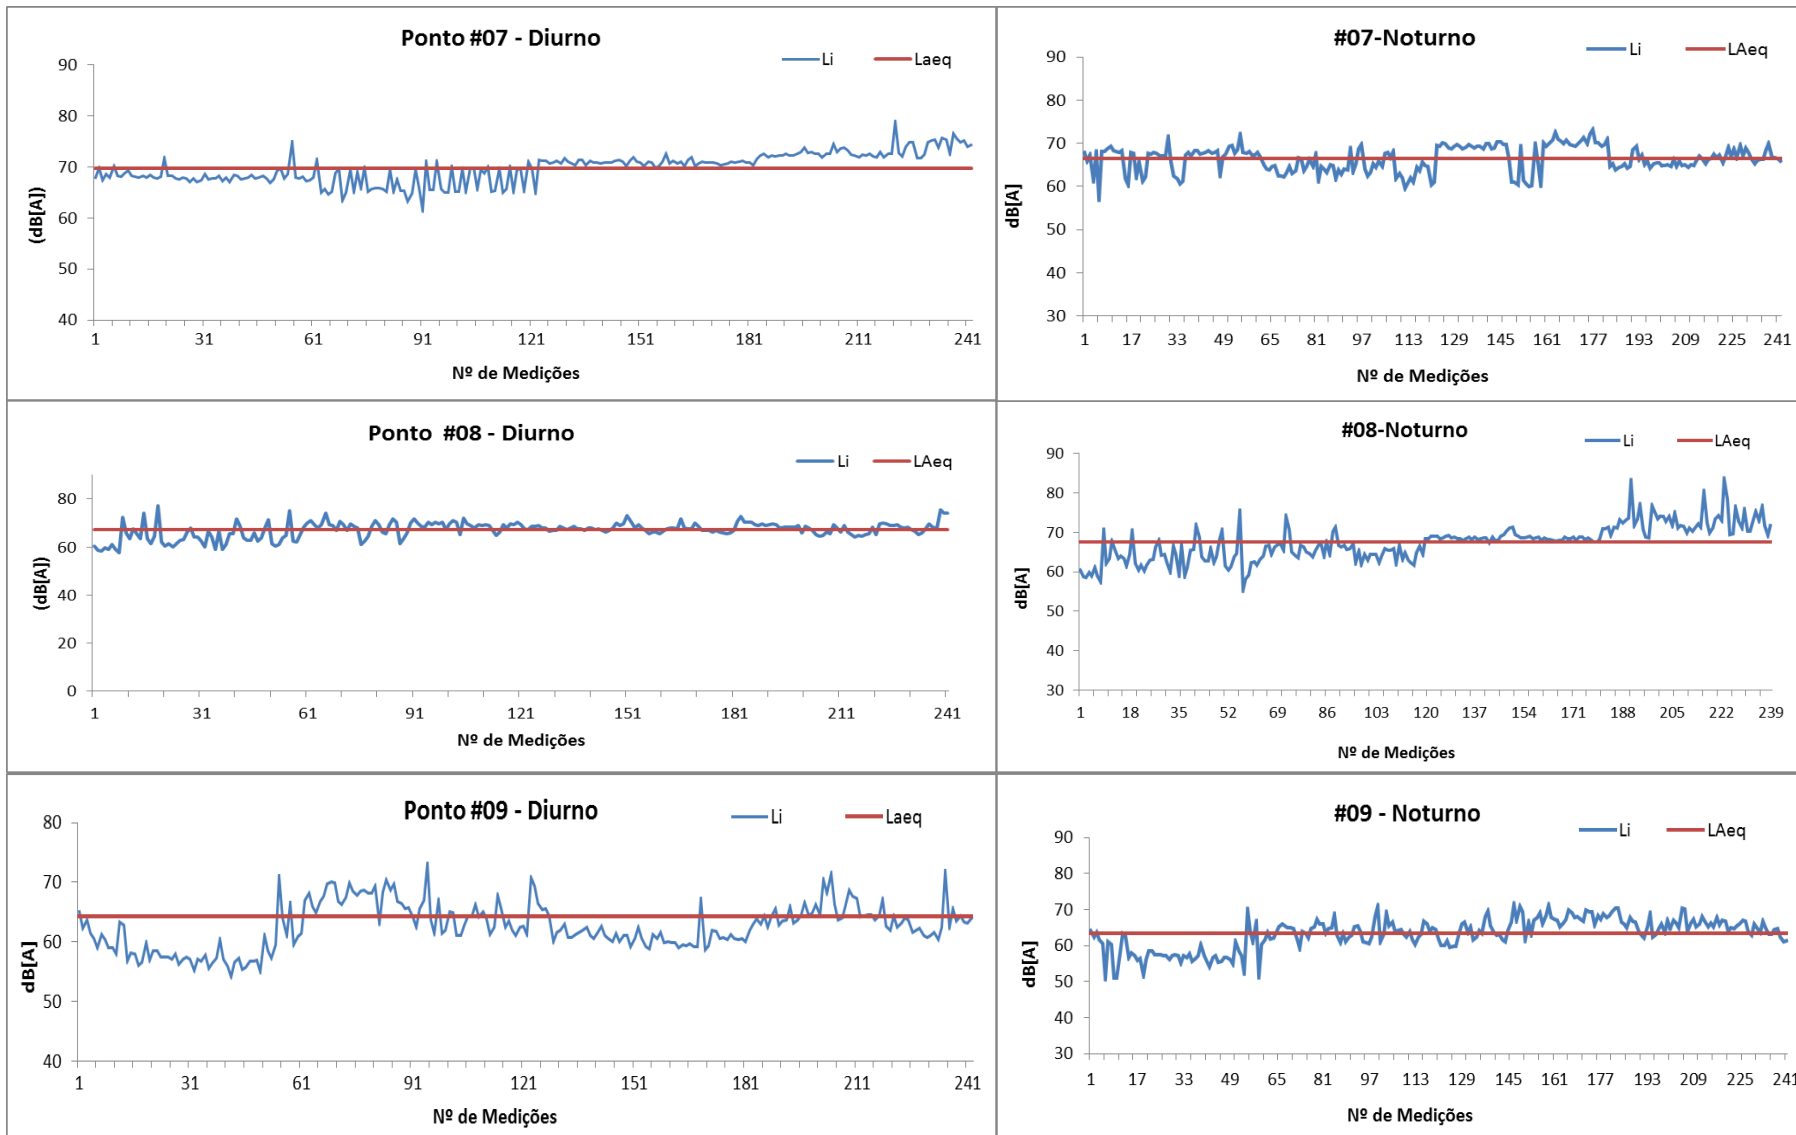 Ponto #07 - Diurno
Li Laeq
90
80
70
60
50
40
(dB[A])
1 31 61 91 121 151 181 211 241
Nº de Medições
#07-Noturno
Li LAeq
90
80
70
60
50
40
30
dB[A]
1 17 33 49 65 81 97 113 129 145 161 177 193 209 225 241
Nº de Medições
Ponto #08 - Diurno
Li LAeq
80
60
40
20
0
(dB[A])
1 31 61 91 121 151 181 211 241
Nº de Medições
#08-Noturno
Li LAeq
90
80
70
60
50
40
30
dB[A]
1 18 35 52 69 86 103 120 137 154 171 188 205 222 239
Nº de Medições
Ponto #09 - Diurno
Li Laeq
80
70
60
50
40
dB[A]
1 31 61 91 121 151 181 211 241
Nº de Medições
#09 - Noturno
Li LAeq
90
80
70
60
50
40
30
dB[A]
1 17 33 49 65 81 97 113 129 145 161 177 193 209 225 241
Nº de Medições